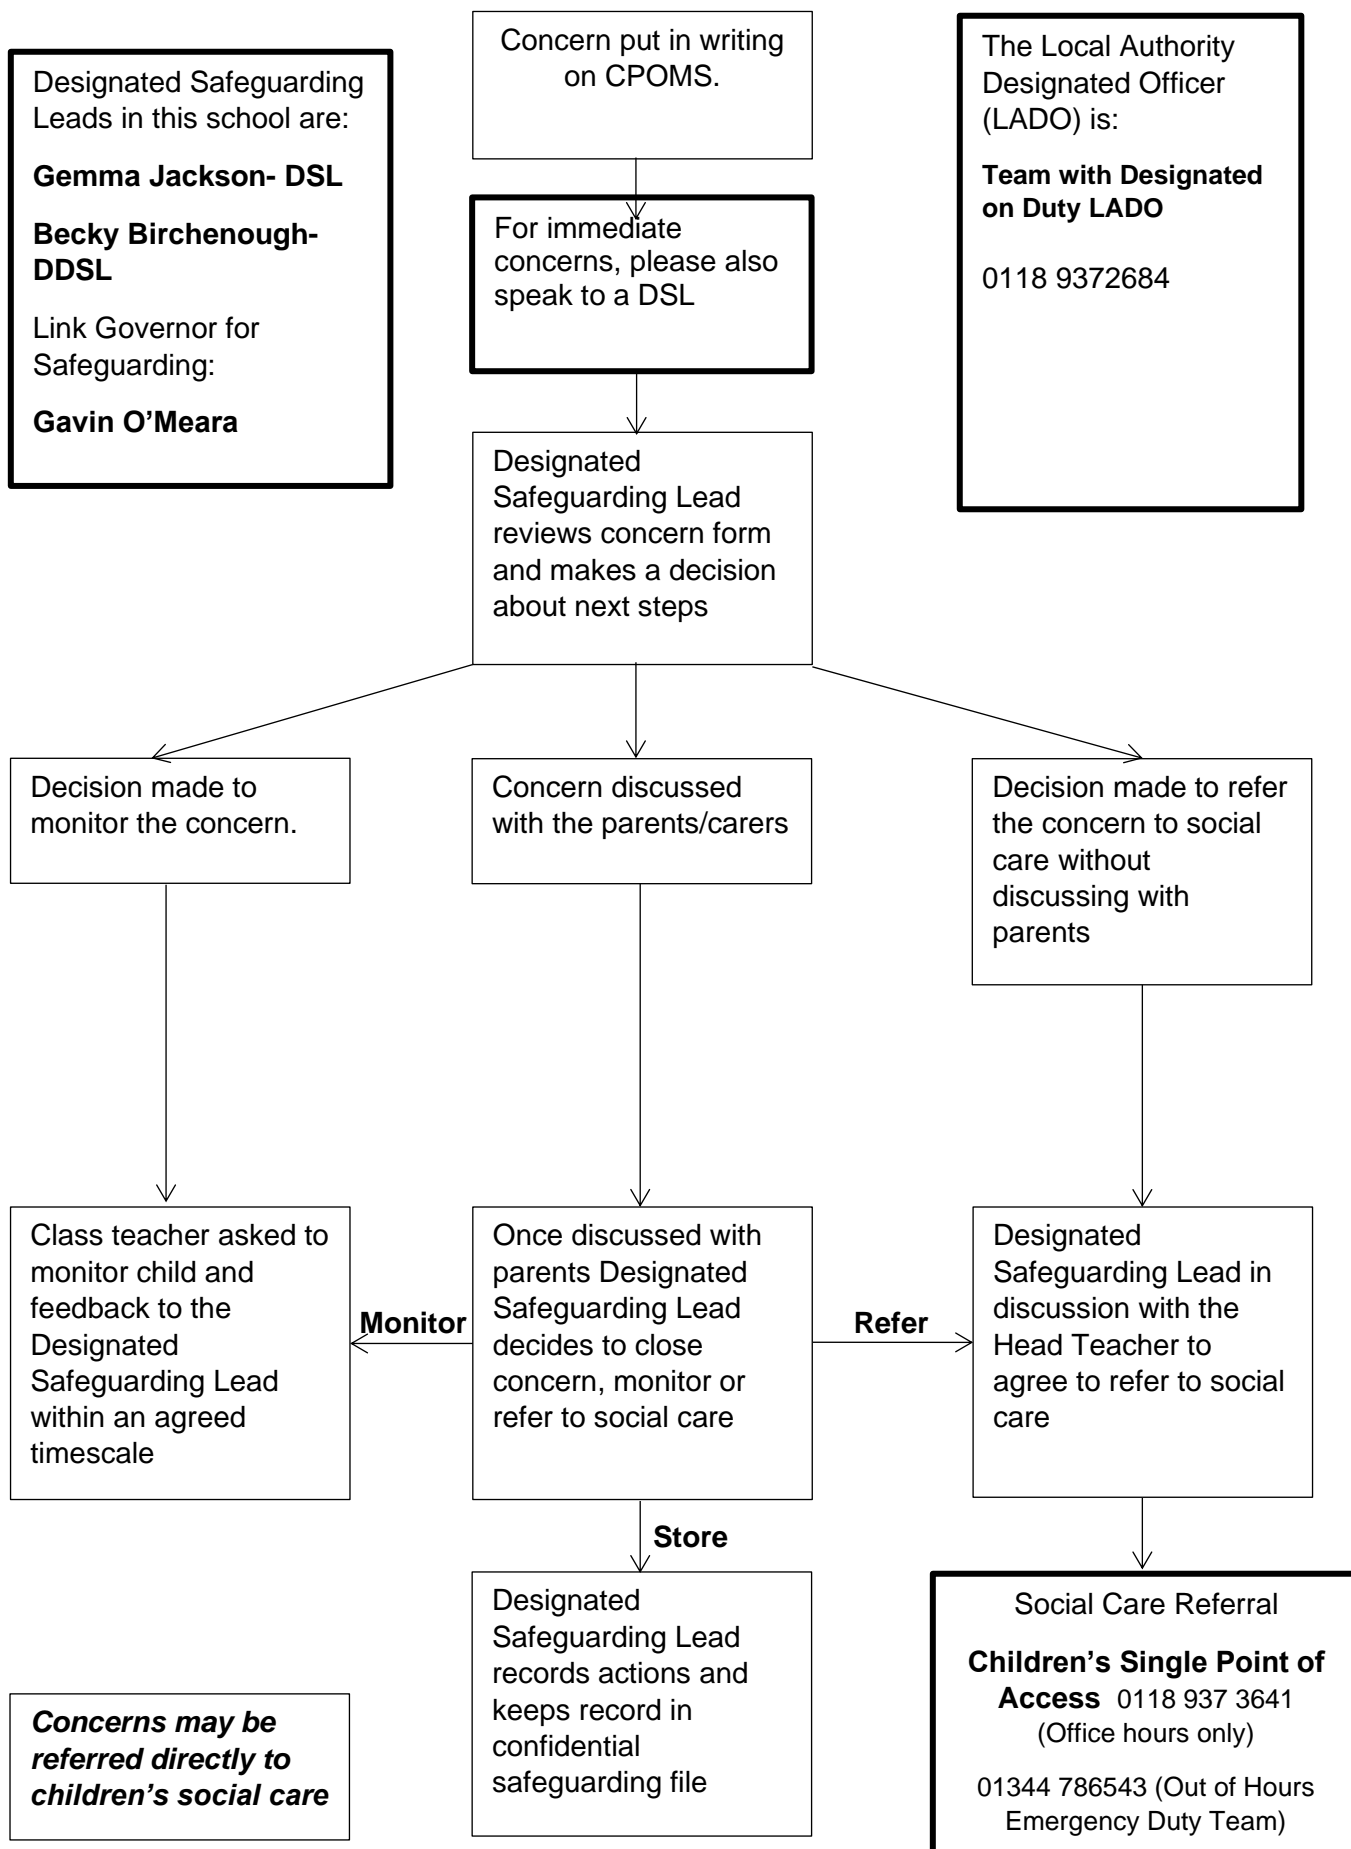 Designated Safeguarding
Leads in this school are:
Gemma Jackson- DSL
Becky Birchenough-
DDSL
Link Governor for
Safeguarding:
Gavin O’Meara
Concern put in writing
on CPOMS.
For immediate
concerns, please also
speak to a DSL
The Local Authority
Designated Officer
(LADO) is:
Team with Designated
on Duty LADO
0118 9372684
Designated
Safeguarding Lead
reviews concern form
and makes a decision
about next steps
Decision made to
monitor the concern.
Concern discussed
with the parents/carers
Decision made to refer
the concern to social
care without
discussing with
parents
Class teacher asked to
monitor child and
feedback to the
Designated
Safeguarding Lead
within an agreed
timescale
Monitor
Once discussed with
parents Designated
Safeguarding Lead
decides to close
concern, monitor or
refer to social care
Refer
Designated
Safeguarding Lead in
discussion with the
Head Teacher to
agree to refer to social
care
Store
Designated
Safeguarding Lead
records actions and
keeps record in
confidential
safeguarding file
Concerns may be
referred directly to
children’s social care
Social Care Referral
Children’s Single Point of
Access 0118 937 3641
(Office hours only)
01344 786543 (Out of Hours
Emergency Duty Team)